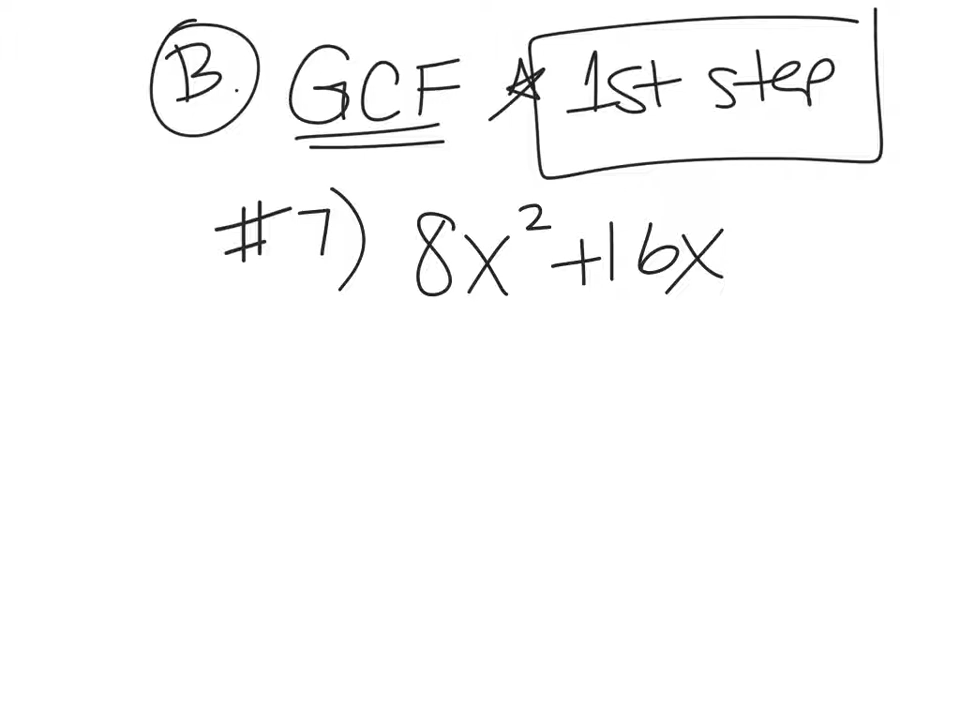 B. GCF ☆ 1st step
#7) 8x² +16x